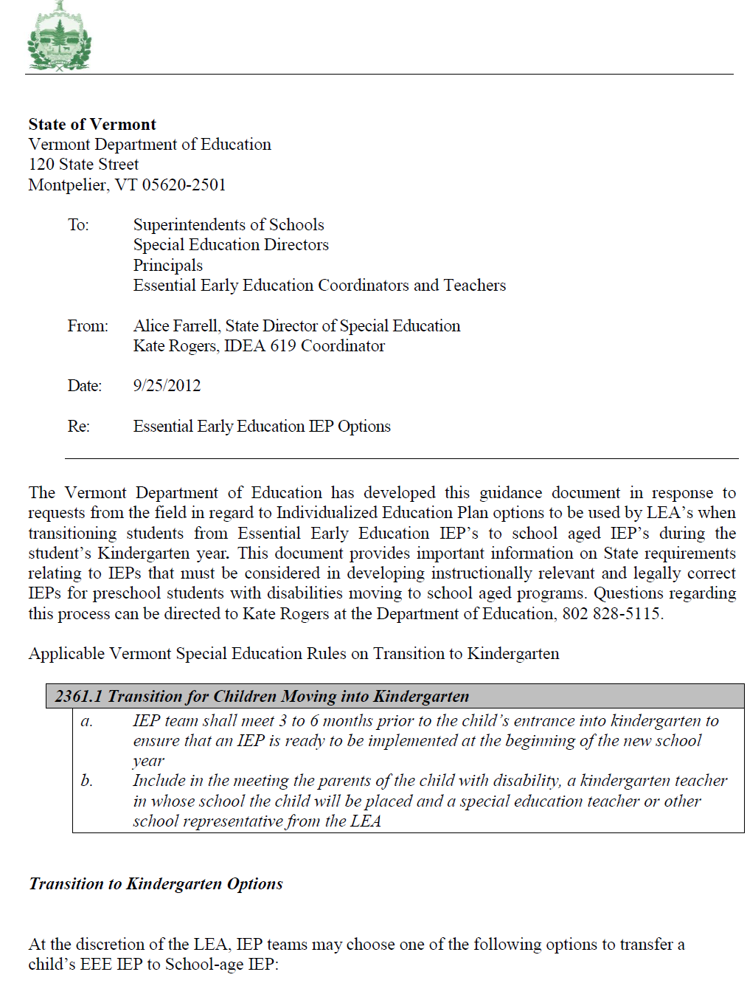 State of Vermont
Vermont Department of Education
120 State Street
Montpelier, VT 05620-2501
To: Superintendents of Schools
Special Education Directors
Principals
Essential Early Education Coordinators and Teachers
From: Alice Farrell, State Director of Special Education
Kate Rogers, IDEA 619 Coordinator
Date: 9/25/2012
Re: Essential Early Education IEP Options
The Vermont Department of Education has developed this guidance document in response to
requests from the field in regard to Individualized Education Plan options to be used by LEA’s when
transitioning students from Essential Early Education IEP’s to school aged IEP’s during the
student’s Kindergarten year. This document provides important information on State requirements
relating to IEPs that must be considered in developing instructionally relevant and legally correct
IEPs for preschool students with disabilities moving to school aged programs. Questions regarding
this process can be directed to Kate Rogers at the Department of Education, 802 828-5115.
Applicable Vermont Special Education Rules on Transition to Kindergarten
2361.1 Transition for Children Moving into Kindergarten
a. IEP team shall meet 3 to 6 months prior to the child’s entrance into kindergarten to
ensure that an IEP is ready to be implemented at the beginning of the new school
year
b. Include in the meeting the parents of the child with disability, a kindergarten teacher
in whose school the child will be placed and a special education teacher or other
school representative from the LEA
Transition to Kindergarten Options
At the discretion of the LEA, IEP teams may choose one of the following options to transfer a
child’s EEE IEP to School-age IEP: